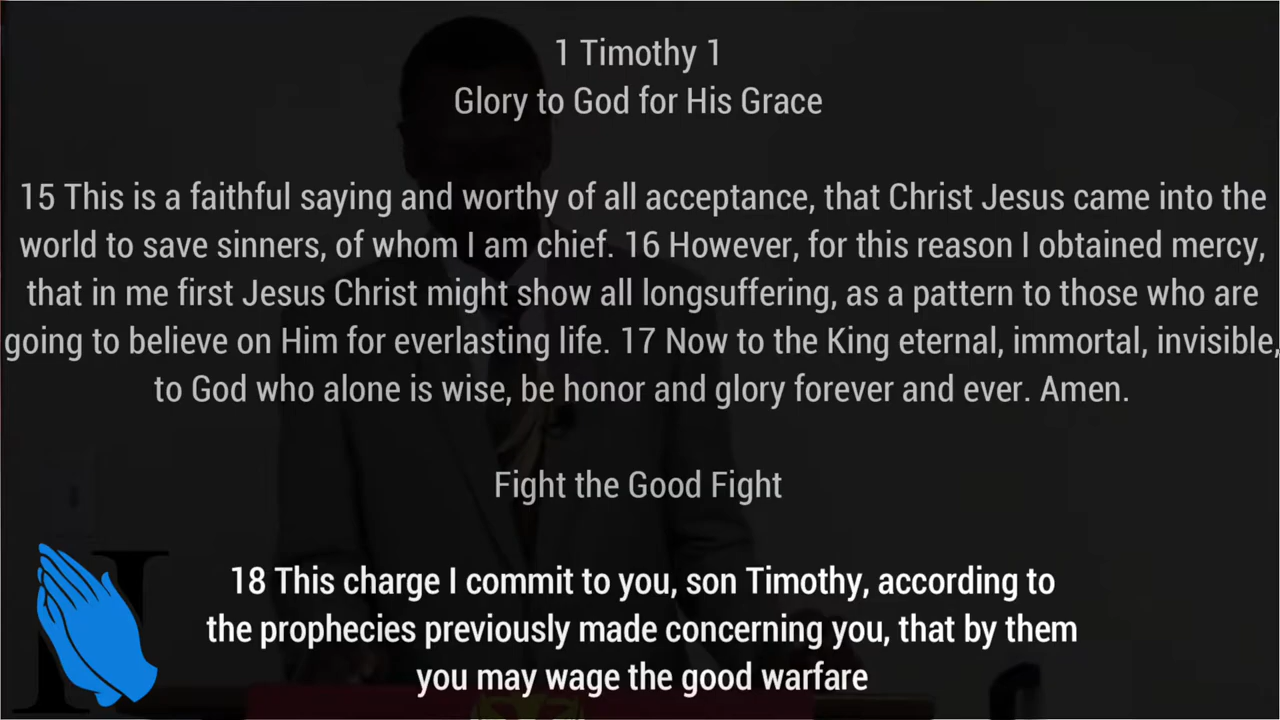 1 Timothy 1
Glory to God for His Grace
15 This is a faithful saying and worthy of all acceptance, that Christ Jesus came into the
world to save sinners, of whom I am chief. 16 However, for this reason I obtained mercy,
that in me first Jesus Christ might show all longsuffering, as a pattern to those who are
going to believe on Him for everlasting life. 17 Now to the King eternal, immortal, invisible,
to God who alone is wise, be honor and glory forever and ever. Amen.
Fight the Good Fight
18 This charge I commit to you, son Timothy, according to
the prophecies previously made concerning you, that by them
you may wage the good warfare